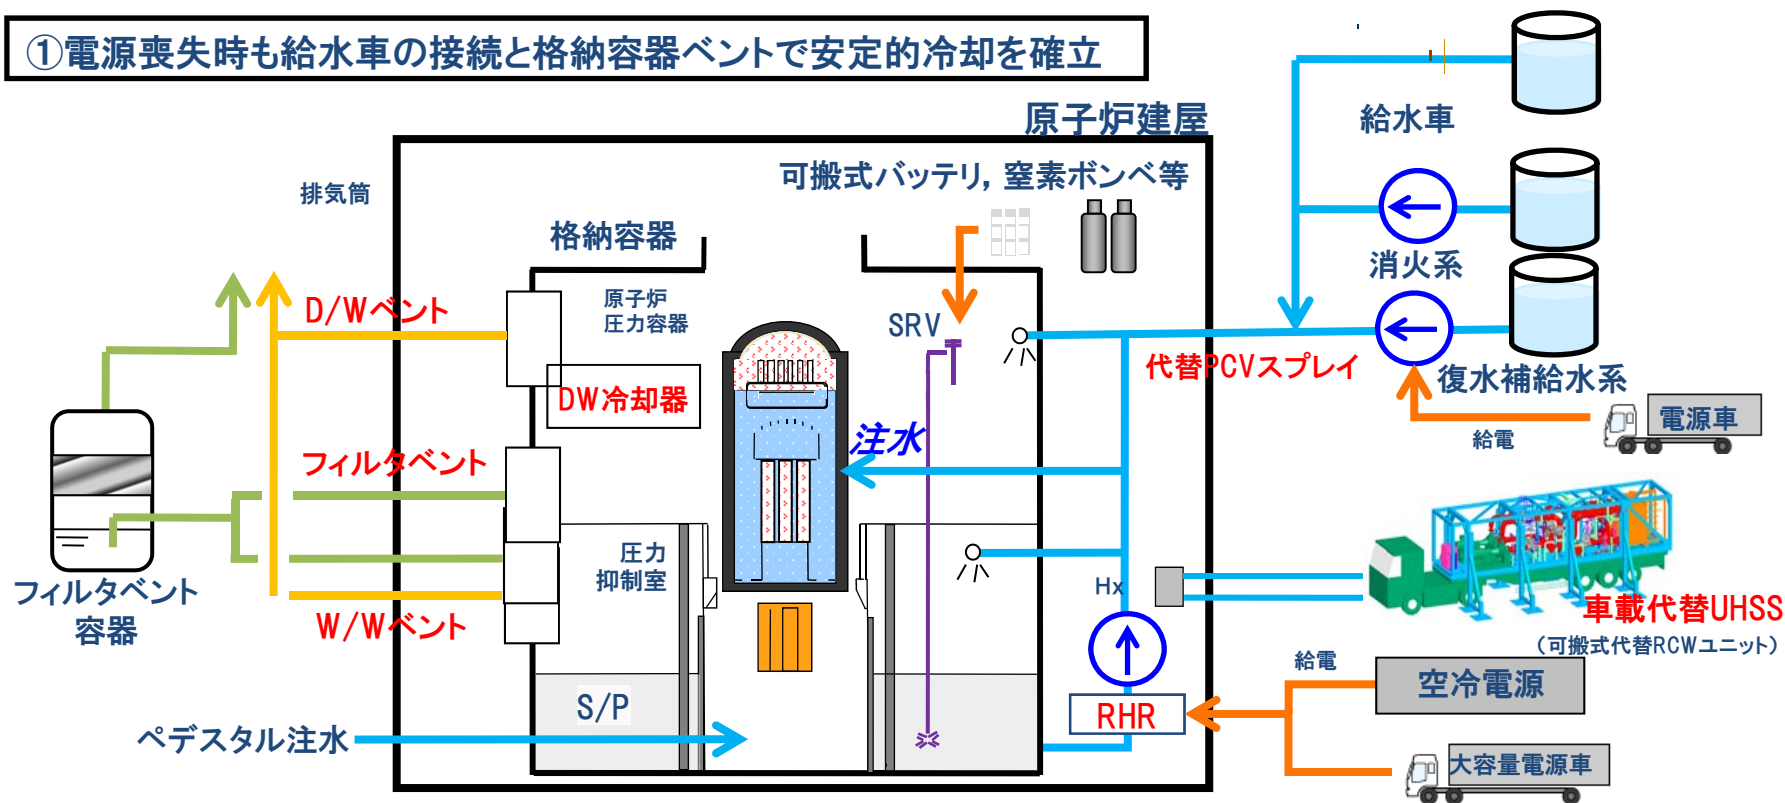 ①電源喪失時も給水車の接続と格納容器ベントで安定的冷却を確立
原子炉建屋
給水車
可搬式バッテリ, 窒素ボンベ等
排気筒
格納容器
消火系
原子炉
圧力容器
D/Wベント
SRV
代替PCVスプレイ
復水補給水系
DW冷却器
電源車
給電
注水
フィルタベント
圧力
抑制室
Hx
フィルタベント
容器
W/Wベント
車載代替UHSS
(可搬式代替RCWユニット)
給電
空冷電源
S/P
RHR
ペデスタル注水
大容量電源車